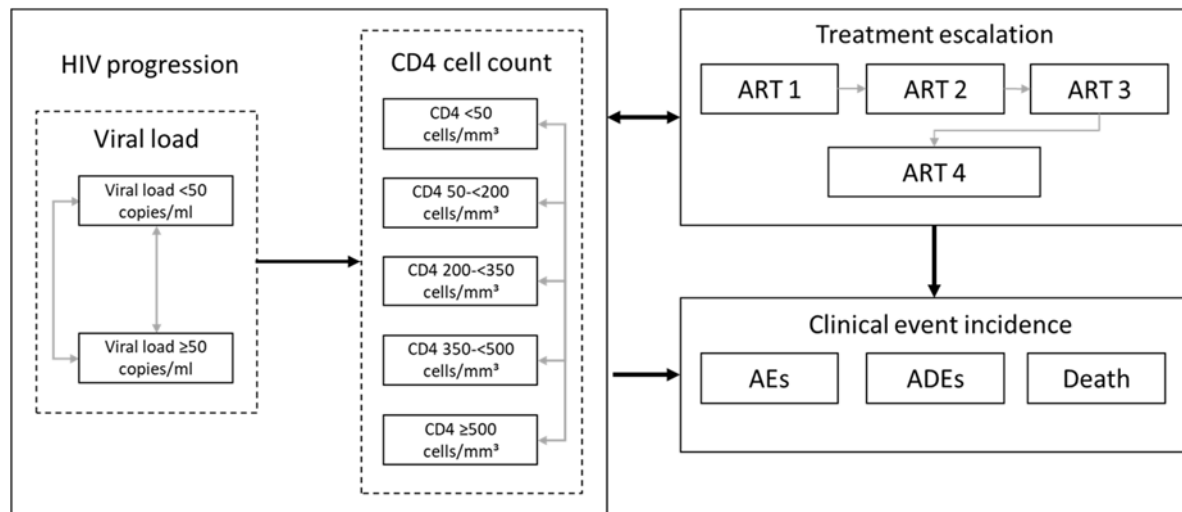 HIV progression
Viral load
Viral load <50
copies/ml
Viral load ≥50
copies/ml
CD4 cell count
CD4 <50
cells/mm³
CD4 50-<200
cells/mm³
CD4 200-<350
cells/mm³
CD4 350-<500
cells/mm³
CD4 ≥500
cells/mm³
Treatment escalation
ART 1
ART 2
ART 3
ART 4
Clinical event incidence
AEs
ADEs
Death